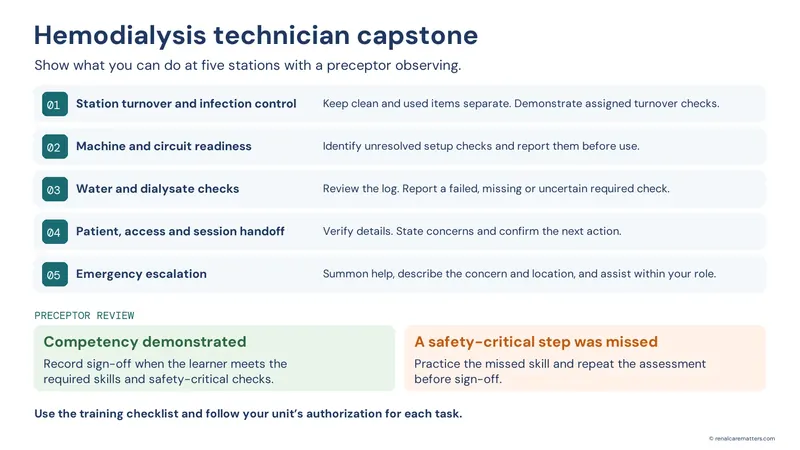 Hemodialysis technician capstone
Show what you can do at five stations with a preceptor observing.
01 Station turnover and infection control Keep clean and used items separate. Demonstrate assigned turnover checks.
02 Machine and circuit readiness Identify unresolved setup checks and report them before use.
03 Water and dialysate checks Review the log. Report a failed, missing or uncertain required check.
04 Patient, access and session handoff Verify details. State concerns and confirm the next action.
05 Emergency escalation Summon help, describe the concern and location, and assist within your role.
PRECEPTOR REVIEW
Competency demonstrated
Record sign-off when the learner meets the
required skills and safety-critical checks.
A safety-critical step was missed
Practice the missed skill and repeat the assessment
before sign-off.
Use the training checklist and follow your unit’s authorization for each task.
© renalcarematters.com